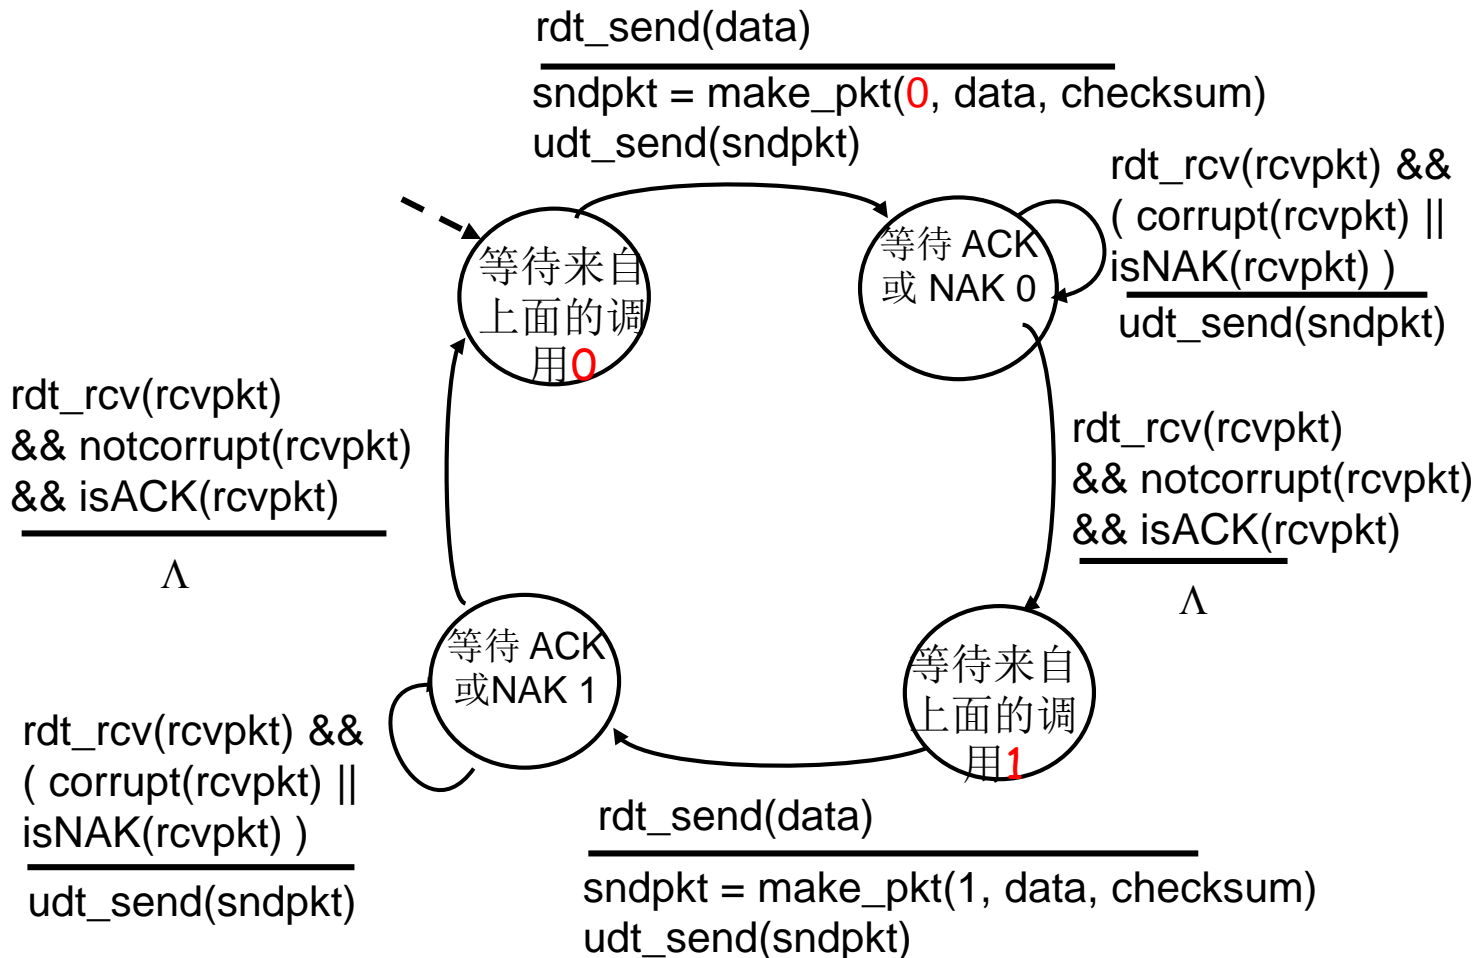 rdt_send(data)
sndpkt = make_pkt(0, data, checksum)
udt_send(sndpkt)
rdt_rcv(rcvpkt) &&
( corrupt(rcvpkt) ||
isNAK(rcvpkt) )
udt_send(sndpkt)
等待来自
上面的调
用0
等待 ACK
或 NAK 0
rdt_rcv(rcvpkt)
&& notcorrupt(rcvpkt)
&& isACK(rcvpkt)
Λ
rdt_rcv(rcvpkt)
&& notcorrupt(rcvpkt)
&& isACK(rcvpkt)
Λ
等待 ACK
或NAK 1
等待来自
上面的调
用1
rdt_rcv(rcvpkt) &&
( corrupt(rcvpkt) ||
isNAK(rcvpkt) )
udt_send(sndpkt)
rdt_send(data)
sndpkt = make_pkt(1, data, checksum)
udt_send(sndpkt)